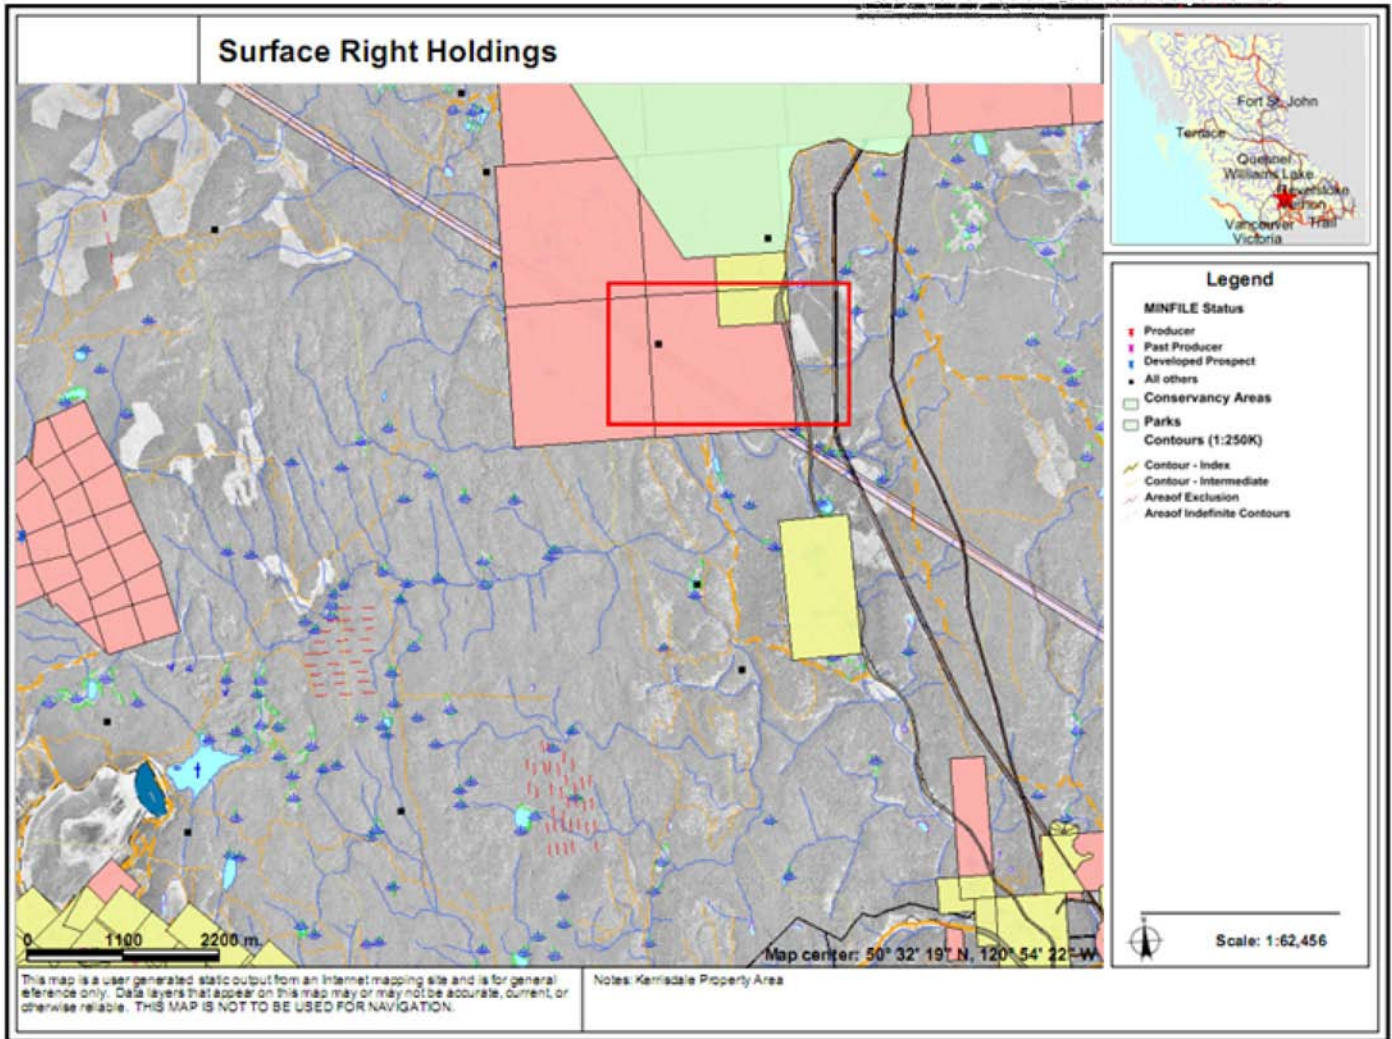 Surface Right Holdings
Fort St. John
Terrace
Quesnel
Williams Lake
Revelstoke
Vernon
Vancouver
Trail
Victoria
Legend
MINFILE Status
Producer
Past Producer
Developed Prospect
All others
Conservancy Areas
Parks
Contours (1:250K)
Contour - Index
Contour - Intermediate
Areaof Exclusion
Areaof Indefinite Contours
Scale: 1:62,456
0 1100 2200 m.
Map center: 50° 32' 19" N, 120° 54' 22" W
This map is a user generated static output from an Internet mapping site and is for general
reference only. Data layers that appear on this map may or may not be accurate, current, or
otherwise reliable. THIS MAP IS NOT TO BE USED FOR NAVIGATION.
Notes: Kerrisdale Property Area